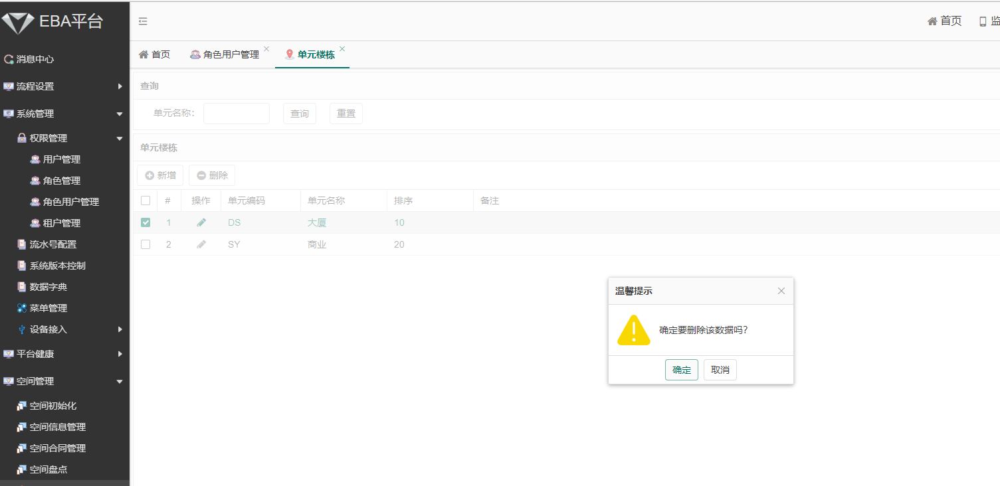 EBA平台
消息中心
流程设置
系统管理
权限管理
用户管理
角色管理
角色用户管理
租户管理
流水号配置
系统版本控制
数据字典
菜单管理
设备接入
平台健康
空间管理
空间初始化
空间信息管理
空间合同管理
空间盘点
首页 监
首页 角色用户管理 单元楼栋
查询
单元名称: 查询 重置
单元楼栋
新增 删除
# 操作 单元编码 单元名称 排序 备注
1 DS 大厦 10
2 SY 商业 20
温馨提示
确定要删除该数据吗?
确定 取消